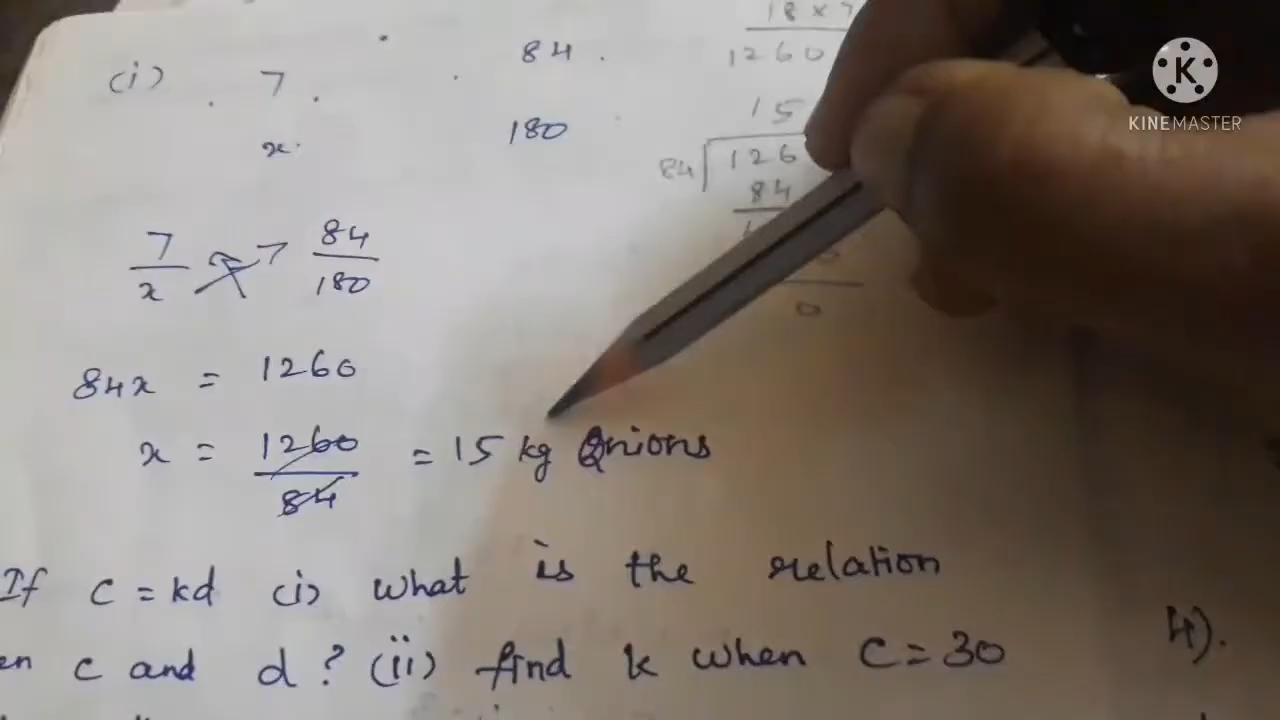 (i) 7 84
x 180
7/x 84/180
84x = 1260
x = 1260/84 = 15 kg Onions
If c = kd (i) what is the relation
en c and d? (ii) find k when c = 30
4).
18 x 7
1260
15
84 126
84
0
KINEMASTER